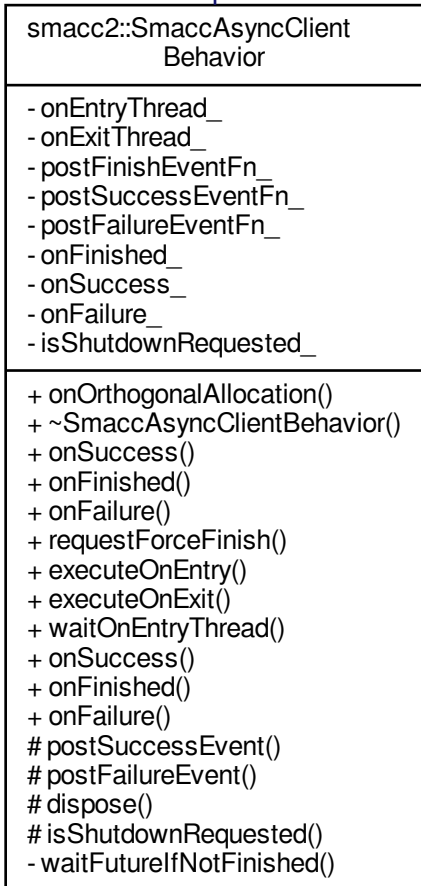 smacc2::SmaccAsyncClient
Behavior
- onEntryThread_
- onExitThread_
- postFinishEventFn_
- postSuccessEventFn_
- postFailureEventFn_
- onFinished_
- onSuccess_
- onFailure_
- isShutdownRequested_
+ onOrthogonalAllocation()
+ ~SmaccAsyncClientBehavior()
+ onSuccess()
+ onFinished()
+ onFailure()
+ requestForceFinish()
+ executeOnEntry()
+ executeOnExit()
+ waitOnEntryThread()
+ onSuccess()
+ onFinished()
+ onFailure()
# postSuccessEvent()
# postFailureEvent()
# dispose()
# isShutdownRequested()
- waitFutureIfNotFinished()